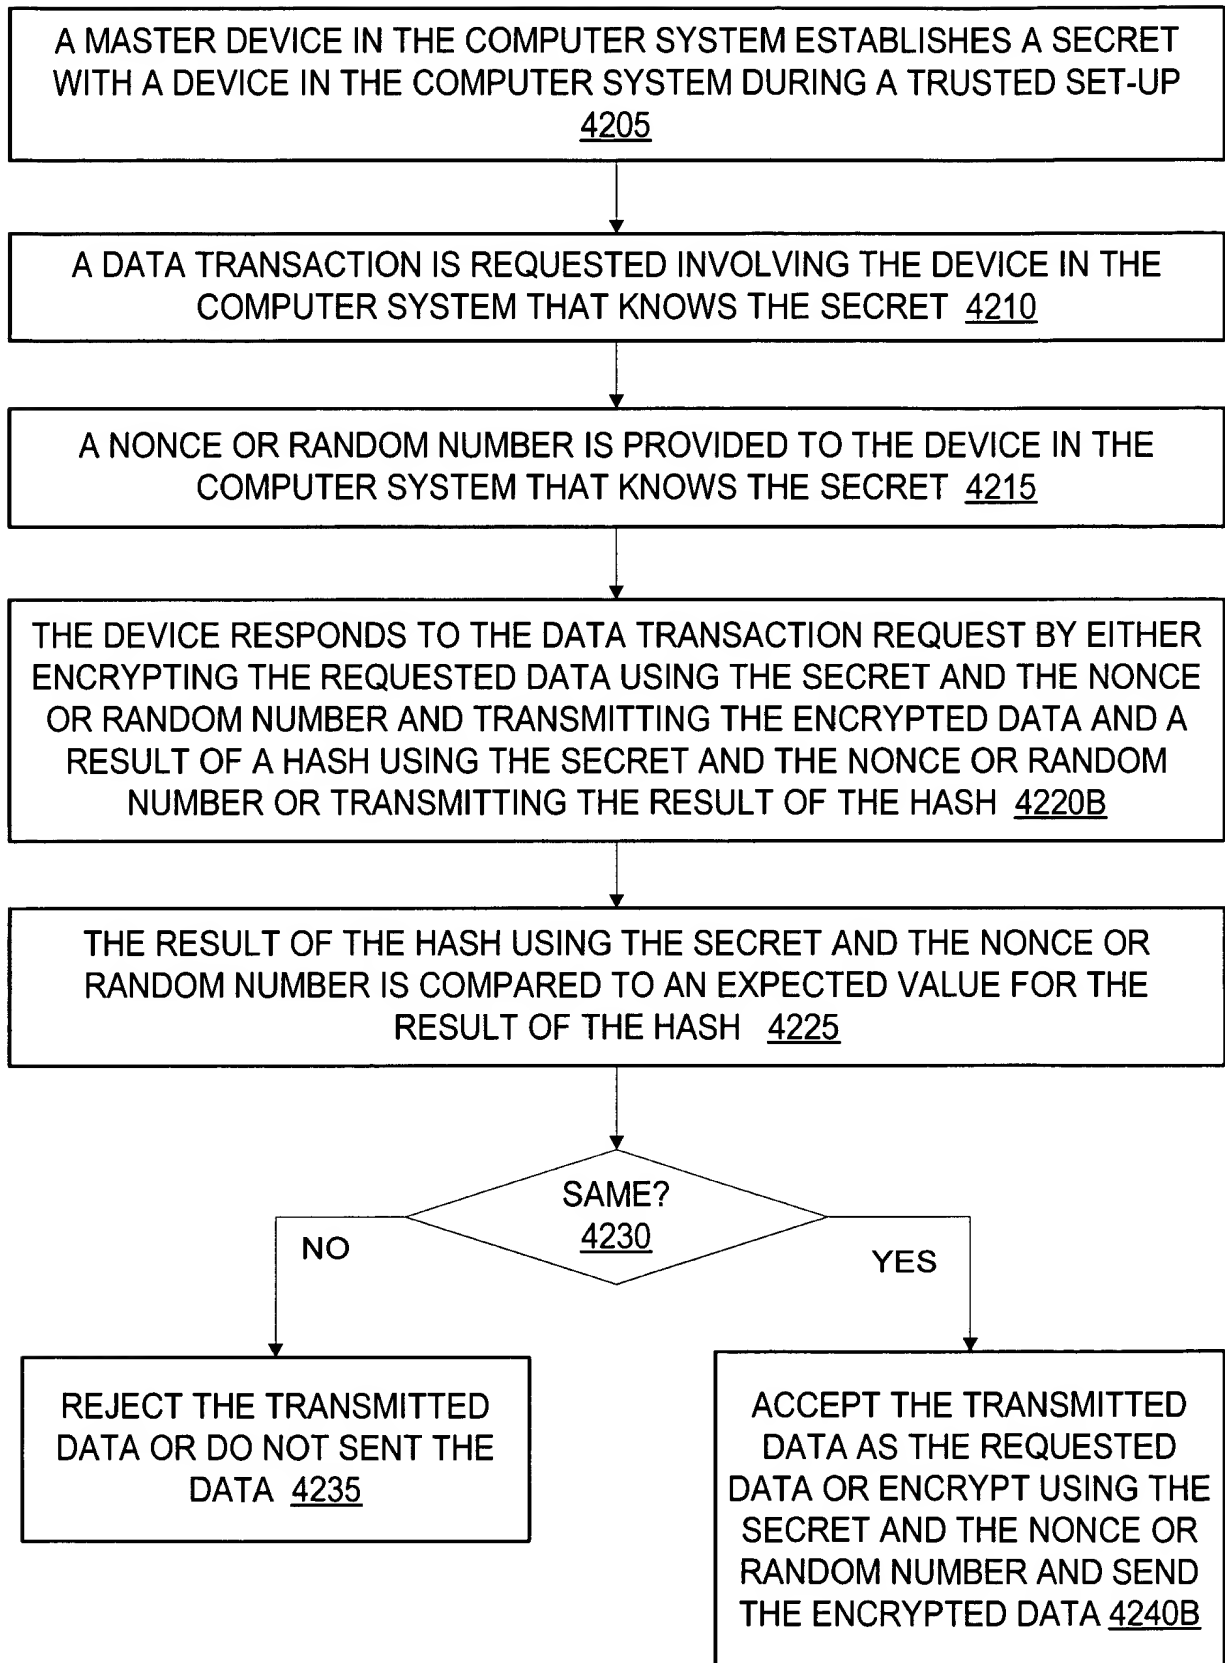 A MASTER DEVICE IN THE COMPUTER SYSTEM ESTABLISHES A SECRET
WITH A DEVICE IN THE COMPUTER SYSTEM DURING A TRUSTED SET-UP
4205
A DATA TRANSACTION IS REQUESTED INVOLVING THE DEVICE IN THE
COMPUTER SYSTEM THAT KNOWS THE SECRET 4210
A NONCE OR RANDOM NUMBER IS PROVIDED TO THE DEVICE IN THE
COMPUTER SYSTEM THAT KNOWS THE SECRET 4215
THE DEVICE RESPONDS TO THE DATA TRANSACTION REQUEST BY EITHER
ENCRYPTING THE REQUESTED DATA USING THE SECRET AND THE NONCE
OR RANDOM NUMBER AND TRANSMITTING THE ENCRYPTED DATA AND A
RESULT OF A HASH USING THE SECRET AND THE NONCE OR RANDOM
NUMBER OR TRANSMITTING THE RESULT OF THE HASH 4220B
THE RESULT OF THE HASH USING THE SECRET AND THE NONCE OR
RANDOM NUMBER IS COMPARED TO AN EXPECTED VALUE FOR THE
RESULT OF THE HASH 4225
SAME?
4230
NO
YES
REJECT THE TRANSMITTED
DATA OR DO NOT SENT THE
DATA 4235
ACCEPT THE TRANSMITTED
DATA AS THE REQUESTED
DATA OR ENCRYPT USING THE
SECRET AND THE NONCE OR
RANDOM NUMBER AND SEND
THE ENCRYPTED DATA 4240B